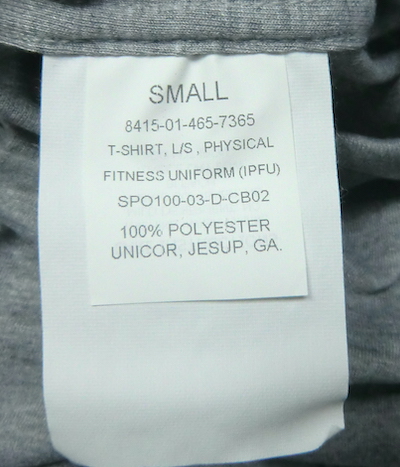 SMALL
8415-01-465-7365
T-SHIRT, L/S , PHYSICAL
FITNESS UNIFORM (IPFU)
SPO100-03-D-CB02
100% POLYESTER
UNICOR, JESUP, GA.